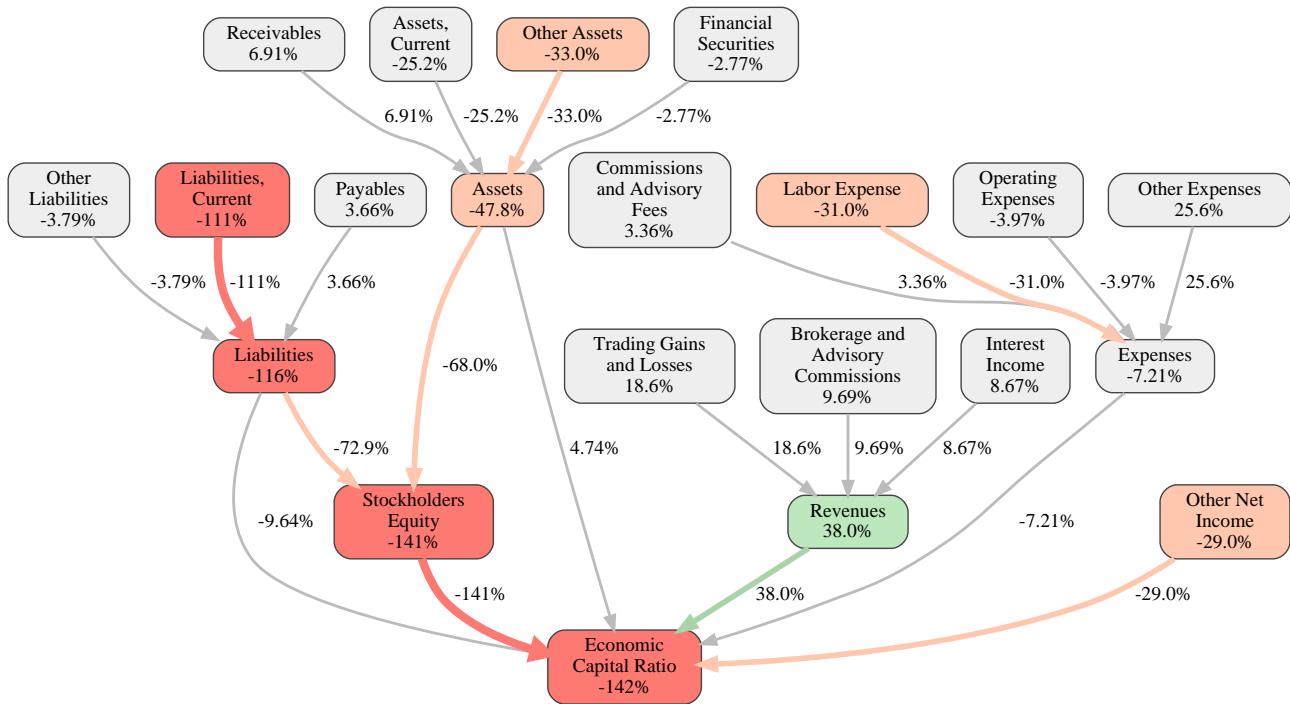 Receivables
6.91%
Assets,
Current
-25.2%
Other Assets
-33.0%
Financial
Securities
-2.77%
6.91%
-25.2%
-33.0%
-2.77%
Other
Liabilities
-3.79%
Liabilities,
Current
-111%
Payables
3.66%
Assets
-47.8%
Commissions
and Advisory
Fees
3.36%
Labor Expense
-31.0%
Operating
Expenses
-3.97%
Other Expenses
25.6%
-3.79%
-111%
3.66%
3.36%
-31.0%
-3.97%
25.6%
Liabilities
-116%
-68.0%
Trading Gains
and Losses
18.6%
Brokerage and
Advisory
Commissions
9.69%
Interest
Income
8.67%
Expenses
-7.21%
-72.9%
4.74%
18.6%
9.69%
8.67%
-9.64%
Stockholders
Equity
-141%
Revenues
38.0%
-7.21%
Other Net
Income
-29.0%
-141%
38.0%
-29.0%
Economic
Capital Ratio
-142%